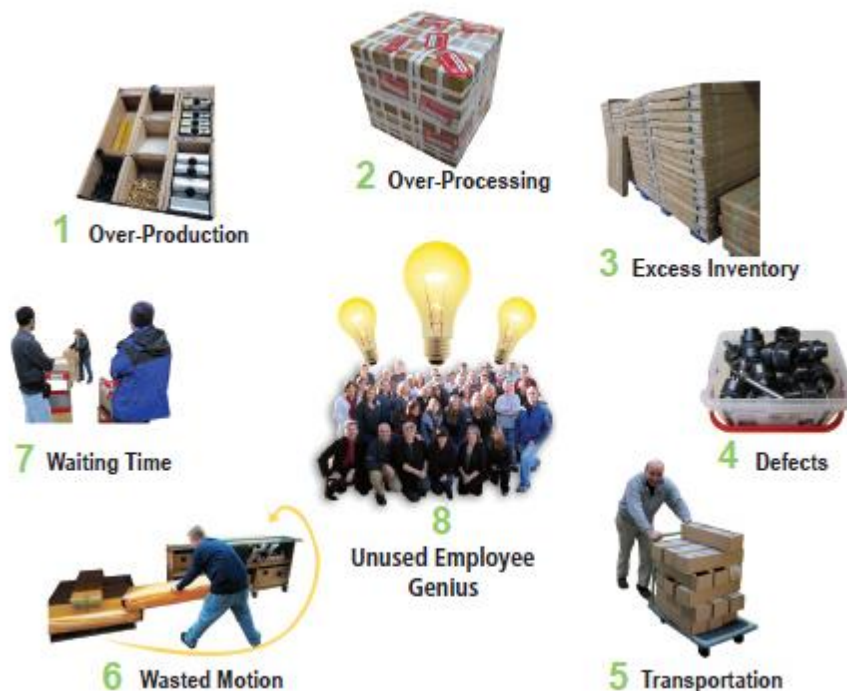 1 Over-Production
2 Over-Processing
3 Excess Inventory
4 Defects
5 Transportation
6 Wasted Motion
7 Waiting Time
8
Unused Employee
Genius